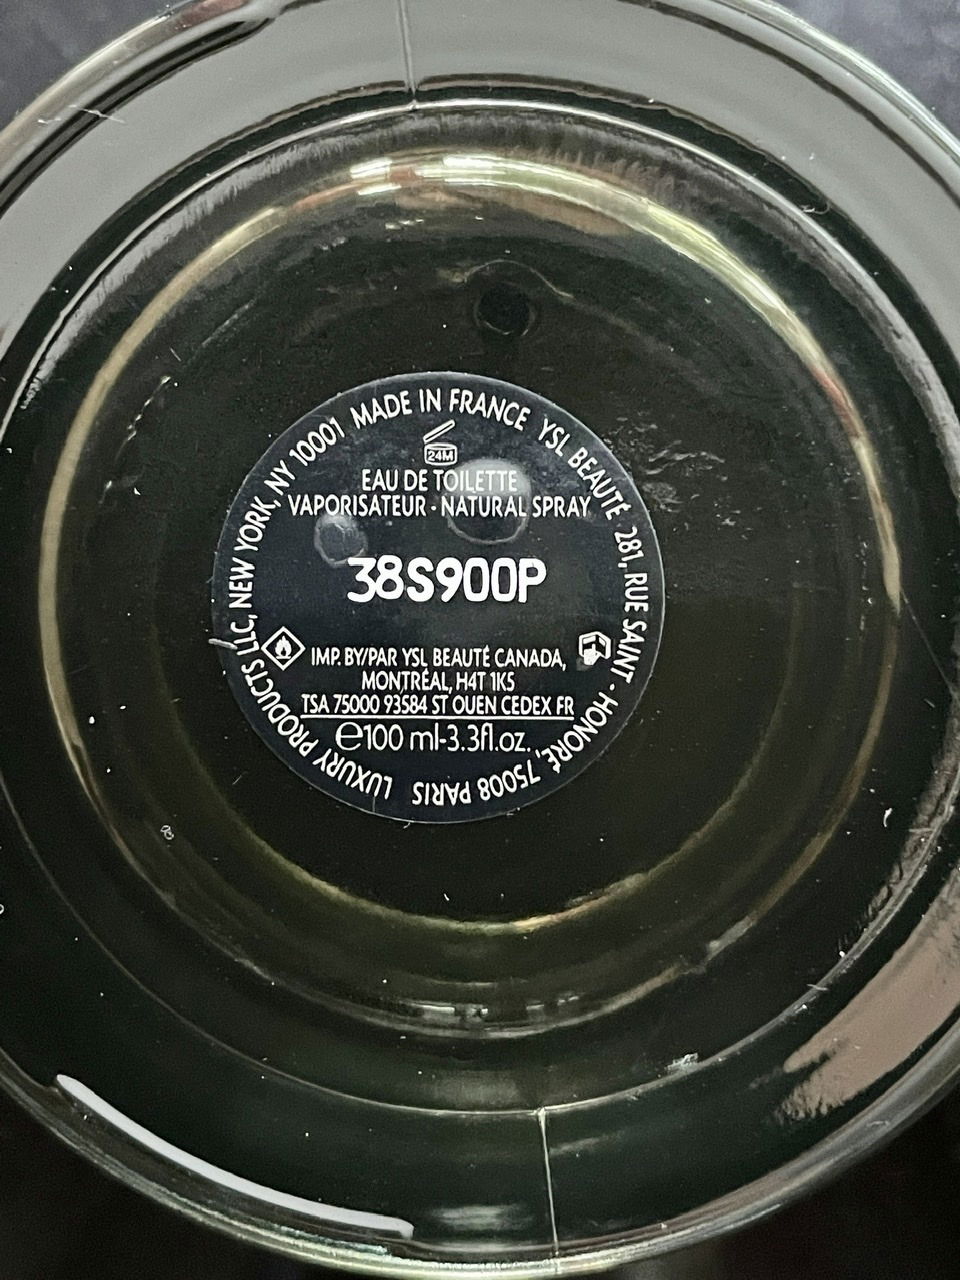 MADE IN FRANCE YSL BEAUTÉ 281, RUE SAINT - HONORÉ, 75008 PARIS LUXURY PRODUCTS LLC, NEW YORK, NY 10001
24M
EAU DE TOILETTE
VAPORISATEUR - NATURAL SPRAY
38S900P
IMP. BY/PAR YSL BEAUTÉ CANADA,
MONTRÉAL, H4T 1K5
TSA 75000 93584 ST OUEN CEDEX FR
℮100 ml-3.3fl.oz.